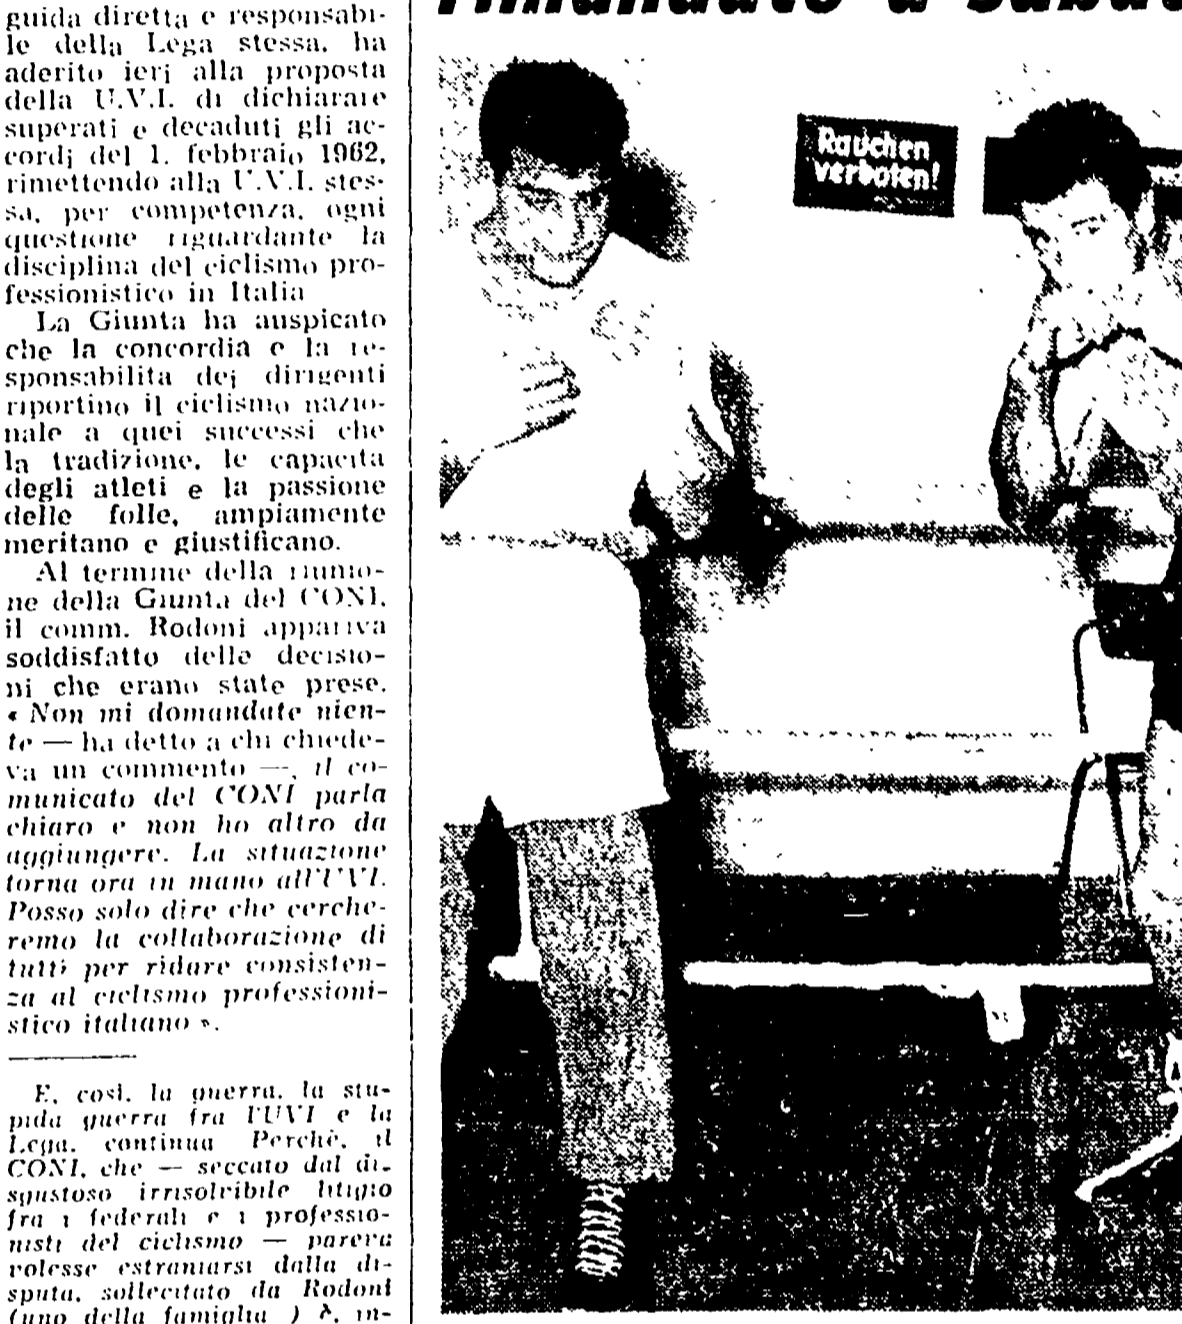 guida diretta e responsabi-
le della Lega stessa, ha
aderito ieri alla proposta
della U.V.I. di dichiarare
superati e decaduti gli ac-
cordi del 1. febbraio 1962,
rimettendo alla U.V.I. stes-
sa, per competenza, ogni
questione riguardante la
disciplina del ciclismo pro-
fessionistico in Italia
La Giunta ha auspicato
che la concordia e la re-
sponsabilita dei dirigenti
riportino il ciclismo nazio-
nale a quei successi che
la tradizione, le capacita
degli atleti e la passione
delle folle, ampiamente
meritano e giustificano.
Al termine della riunio-
ne della Giunta del CONI,
il comm. Rodoni appariva
soddisfatto delle decisio-
ni che erano state prese.
« Non mi domandate nien-
te — ha detto a chi chiede-
va un commento —, il co-
municato del CONI parla
chiaro e non ho altro da
aggiungere. La situazione
torna ora in mano all'UVI.
Posso solo dire che cerche-
remo la collaborazione di
tutti per ridare consisten-
za al ciclismo professioni-
stico italiano ».
E, così, la guerra, la stu-
pida guerra fra l'UVI e la
Lega, continua Perchè, il
CONI, che — seccato dal di-
sgustoso irrisolvibile litigio
fra i federali e i professio-
nisti del ciclismo — pareva
volesse estraniarsi dalla di-
sputa, sollecitato da Rodoni
(uno della famiglia ) è, in-
Rauchen
verboten!